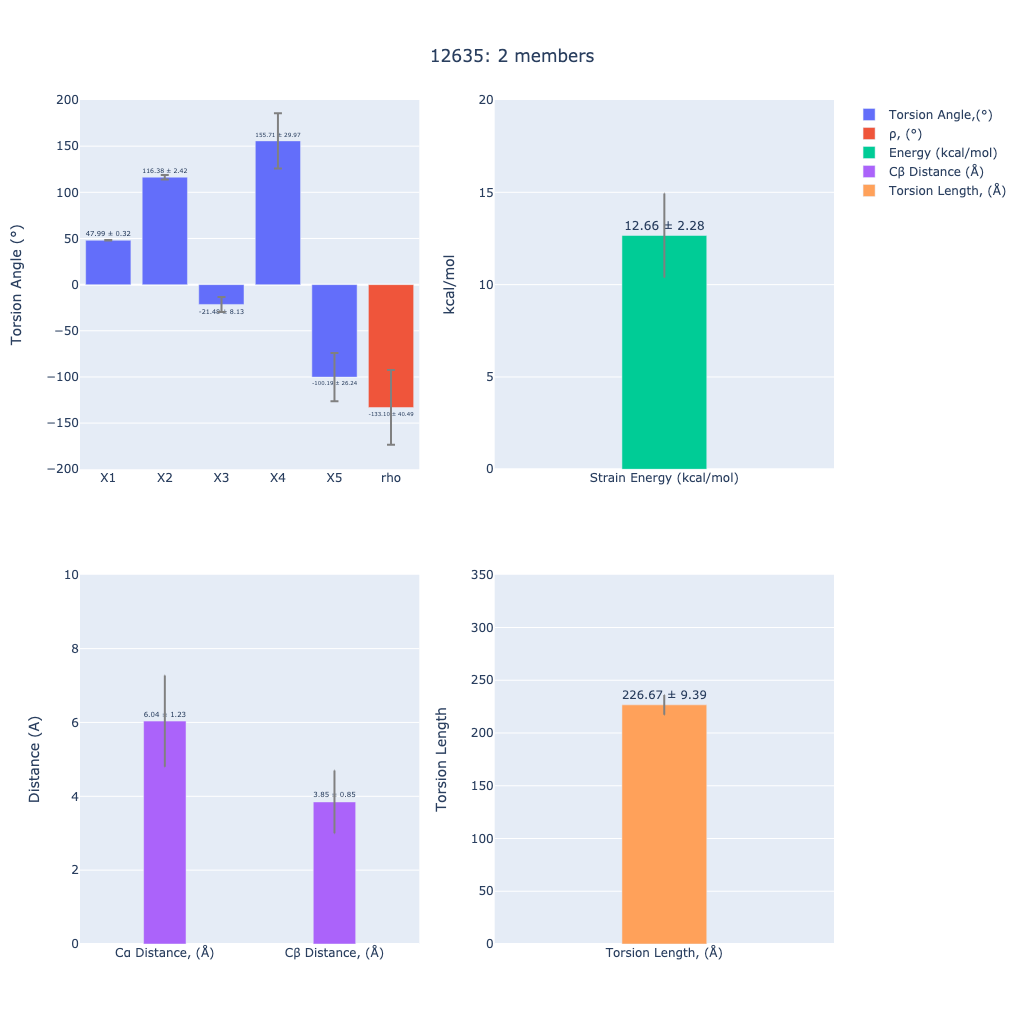 12635: 2 members
Torsion Angle (°)
200
150
100
50
0
−50
−100
−150
−200
47.99 ± 0.32
116.38 ± 2.42
-21.48 ± 8.13
155.71 ± 29.97
-100.19 ± 26.24
-133.10 ± 40.49
X1
X2
X3
X4
X5
rho
kcal/mol
20
15
10
5
0
12.66 ± 2.28
Strain Energy (kcal/mol)
Torsion Angle,(°)
ρ, (°)
Energy (kcal/mol)
Cβ Distance (Å)
Torsion Length, (Å)
Distance (A)
10
8
6
4
2
0
6.04 ± 1.23
3.85 ± 0.85
Cα Distance, (Å)
Cβ Distance, (Å)
Torsion Length
350
300
250
200
150
100
50
0
226.67 ± 9.39
Torsion Length, (Å)